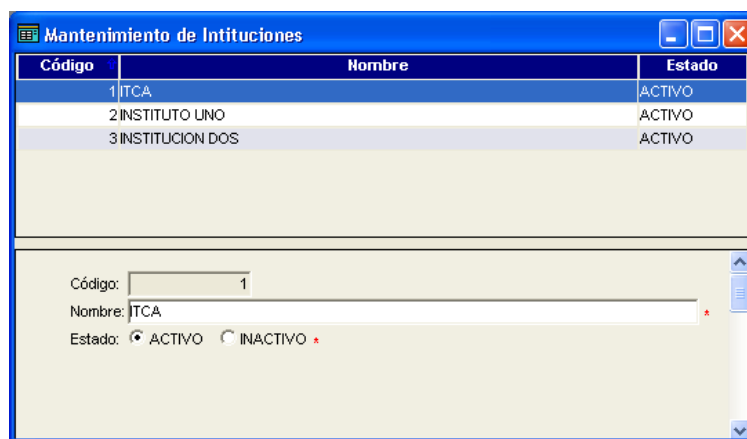 Mantenimiento de Intituciones
Código Nombre Estado
1 ITCA ACTIVO
2 INSTITUTO UNO ACTIVO
3 INSTITUCION DOS ACTIVO
Código: 1
Nombre: ITCA *
Estado: ACTIVO INACTIVO *